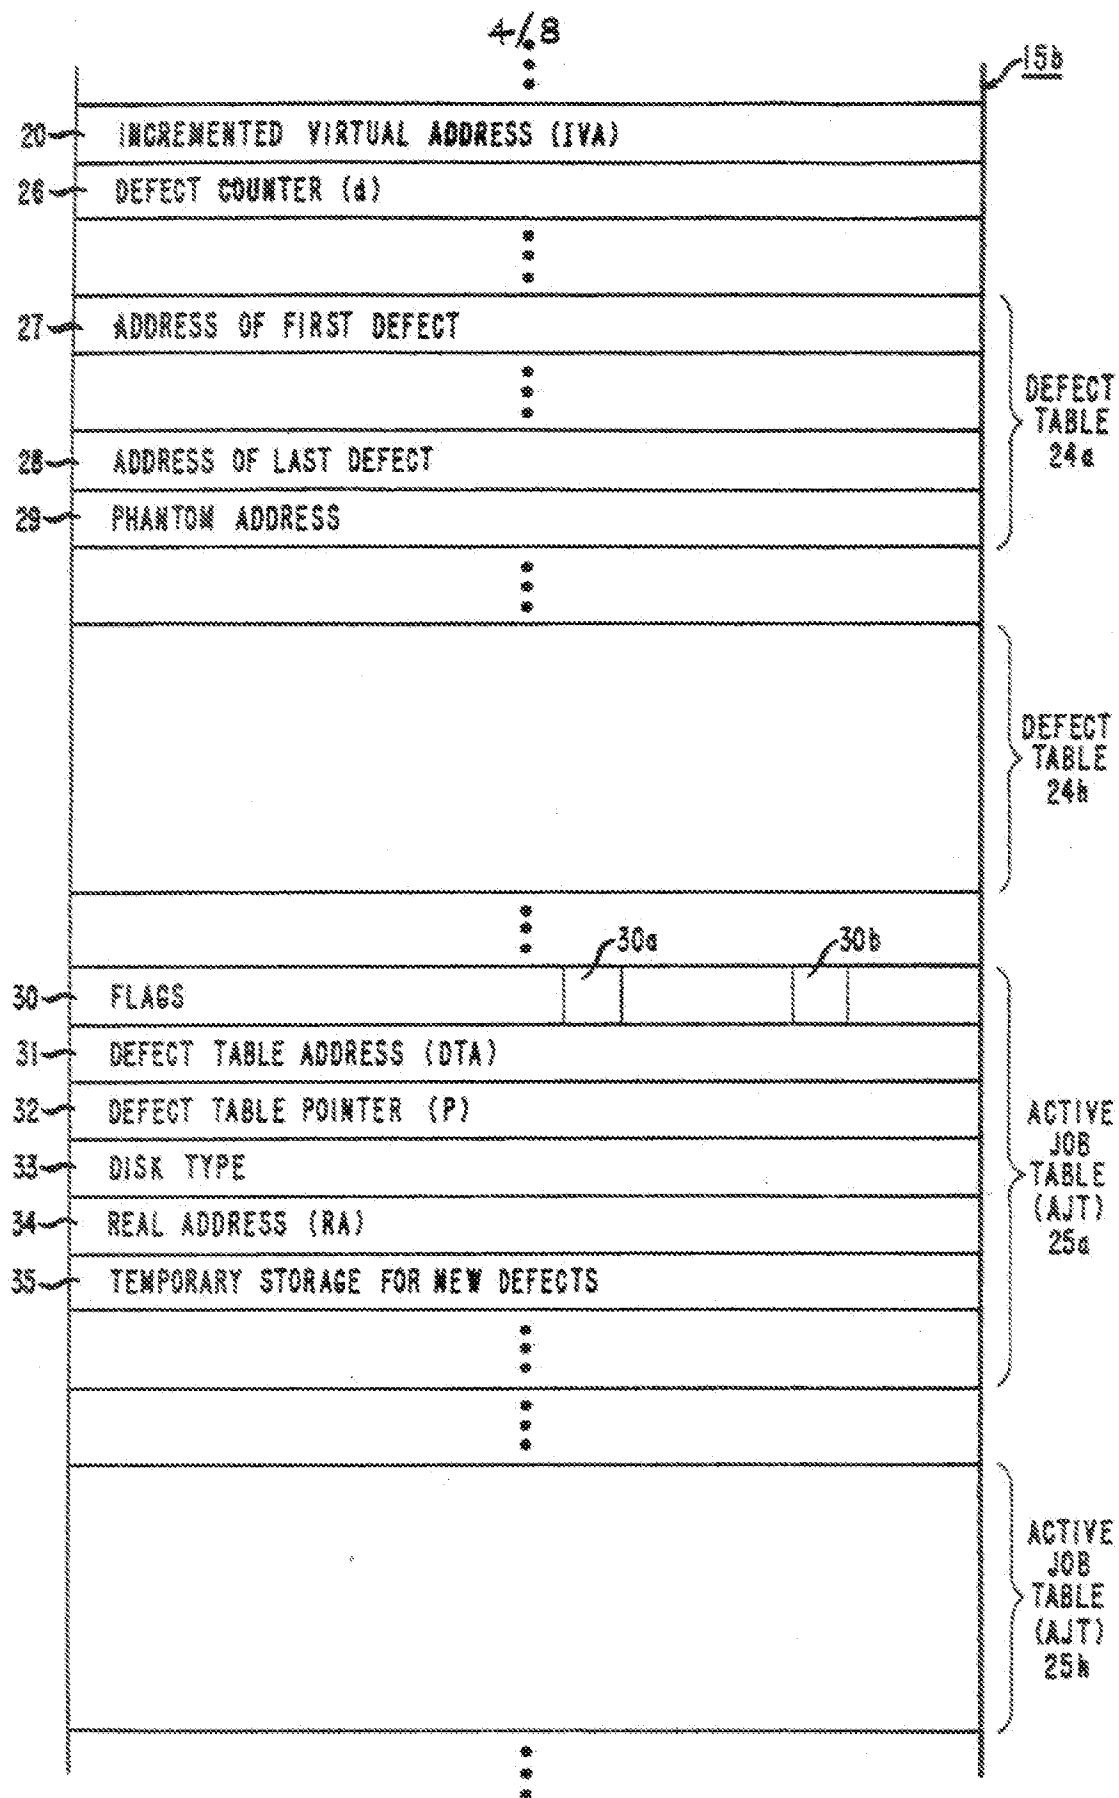 4/8
15b
20 INCREMENTED VIRTUAL ADDRESS (IVA)
26 DEFECT COUNTER (d)
27 ADDRESS OF FIRST DEFECT
28 ADDRESS OF LAST DEFECT
29 PHANTOM ADDRESS
DEFECT
TABLE
24a
DEFECT
TABLE
24h
30a
30b
30 FLAGS
31 DEFECT TABLE ADDRESS (DTA)
32 DEFECT TABLE POINTER (P)
33 DISK TYPE
34 REAL ADDRESS (RA)
35 TEMPORARY STORAGE FOR NEW DEFECTS
ACTIVE
JOB
TABLE
(AJT)
25a
ACTIVE
JOB
TABLE
(AJT)
25h